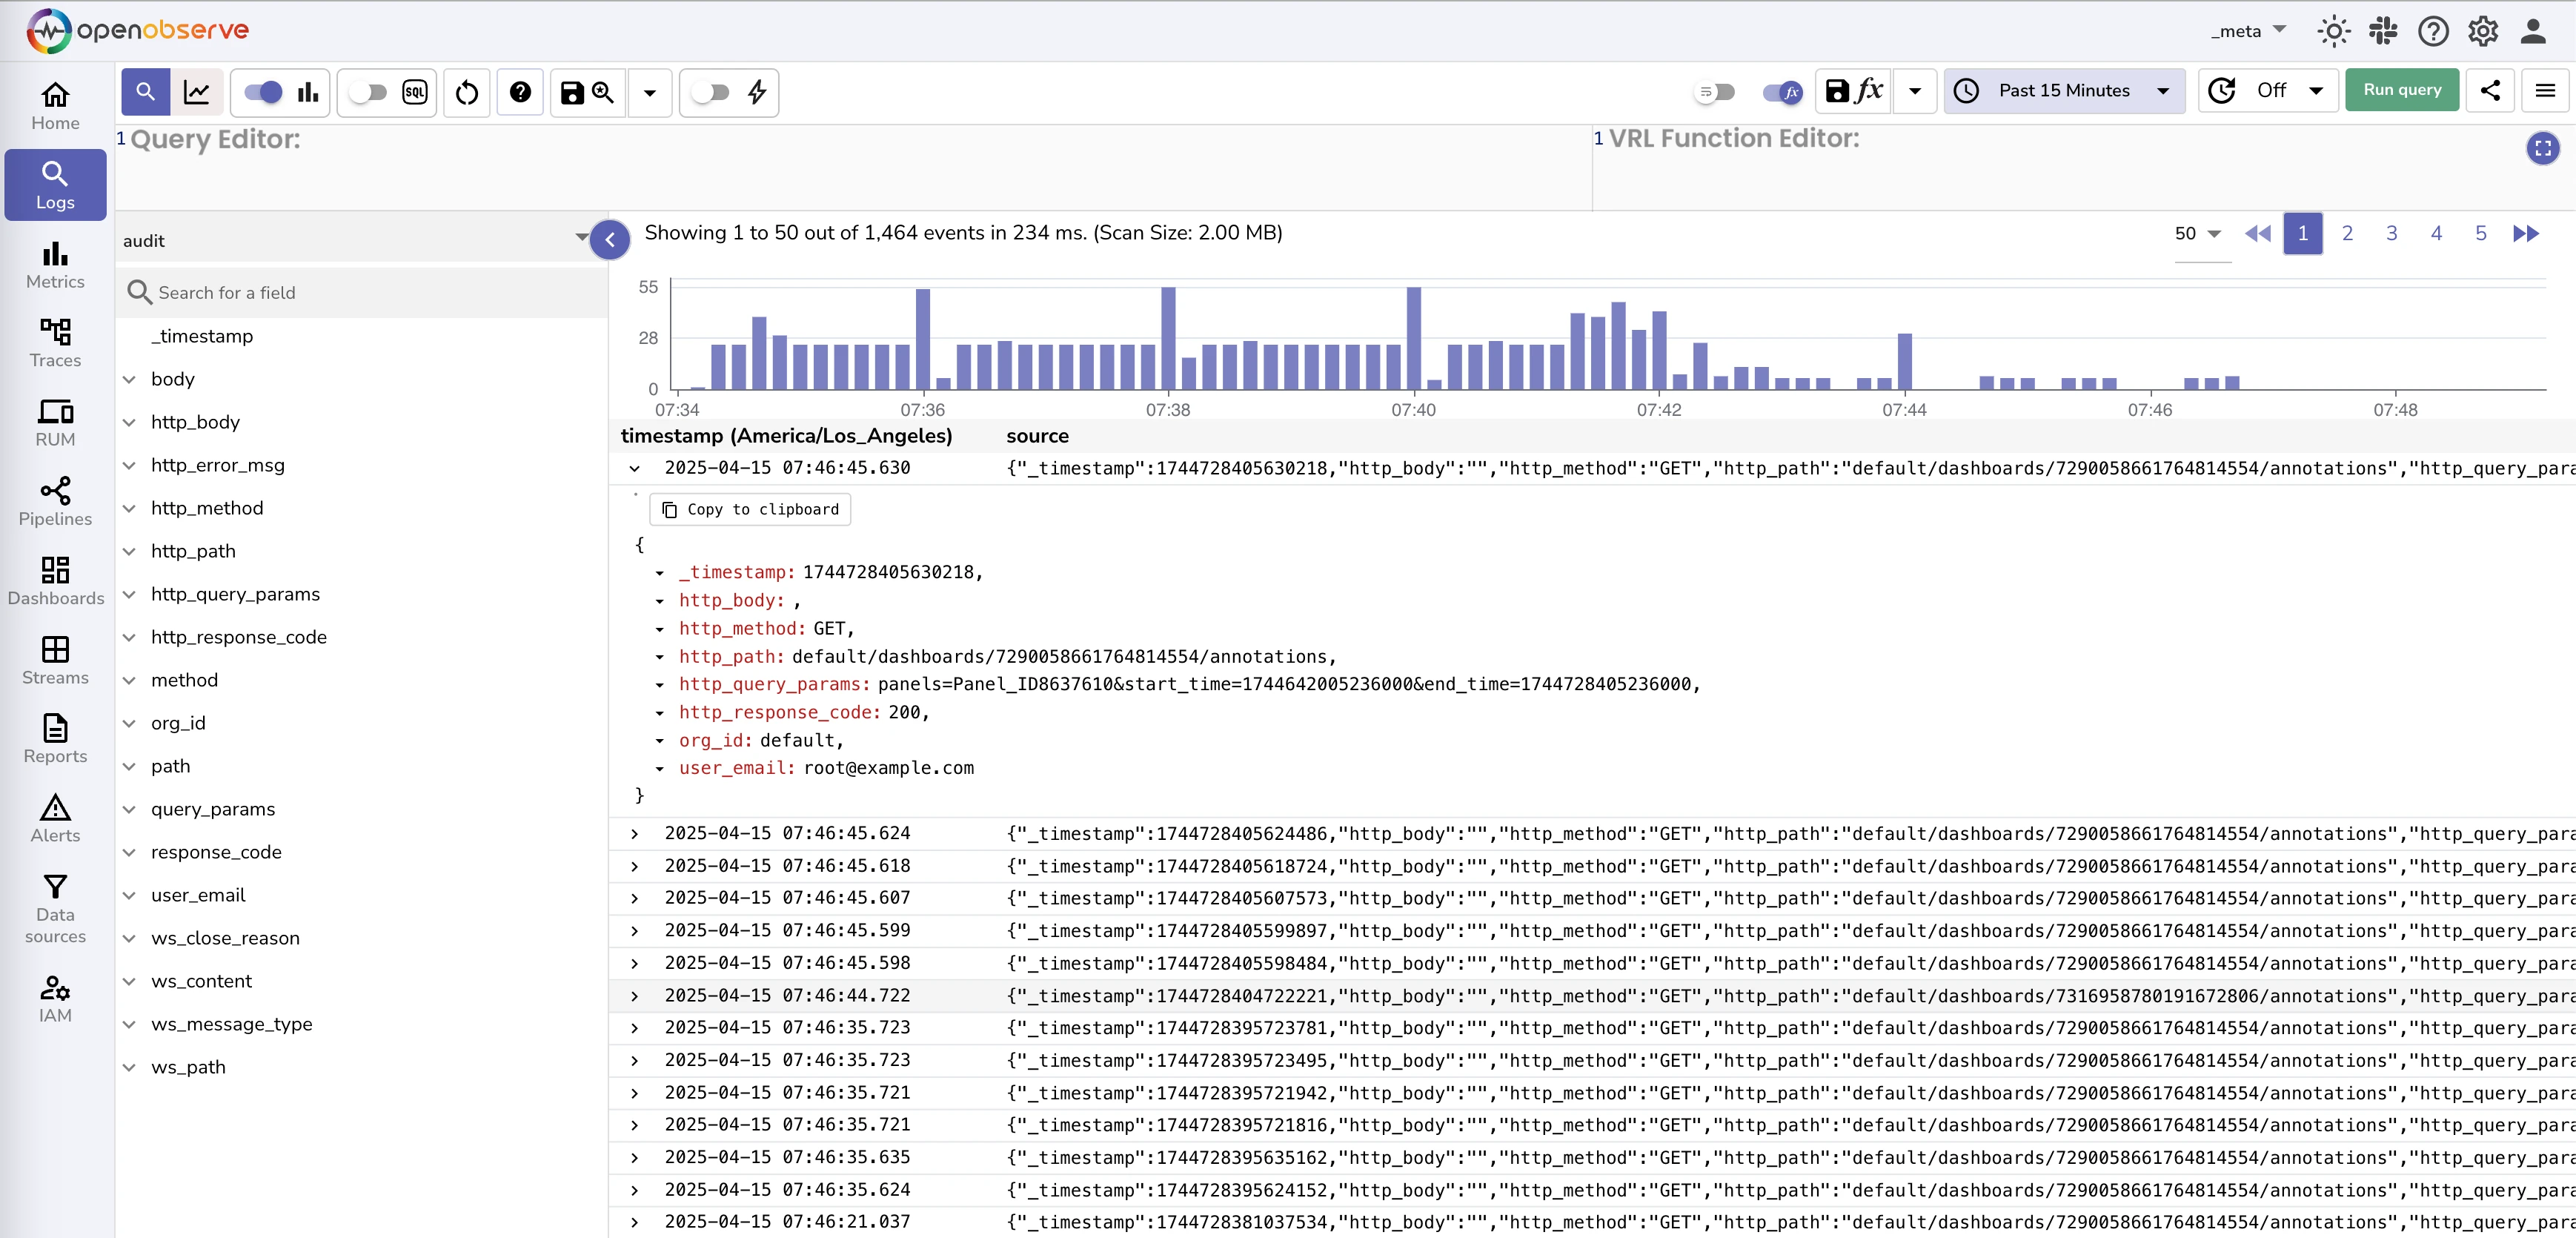 openobserve
_meta
Home
Logs
Metrics
Traces
RUM
Pipelines
Dashboards
Streams
Reports
Alerts
Data
sources
IAM
SQL
fx
fx
Past 15 Minutes
Off
Run query
1 Query Editor:
1 VRL Function Editor:
audit
Search for a field
_timestamp
body
http_body
http_error_msg
http_method
http_path
http_query_params
http_response_code
method
org_id
path
query_params
response_code
user_email
ws_close_reason
ws_content
ws_message_type
ws_path
Showing 1 to 50 out of 1,464 events in 234 ms. (Scan Size: 2.00 MB)
50 1 2 3 4 5
55
28
0
07:34 07:36 07:38 07:40 07:42 07:44 07:46 07:48
timestamp (America/Los_Angeles) source
2025-04-15 07:46:45.630 {"_timestamp":1744728405630218,"http_body":"","http_method":"GET","http_path":"default/dashboards/7290058661764814554/annotations","http_query_para
Copy to clipboard
{
_timestamp: 1744728405630218,
http_body: ,
http_method: GET,
http_path: default/dashboards/7290058661764814554/annotations,
http_query_params: panels=Panel_ID8637610&start_time=1744642005236000&end_time=1744728405236000,
http_response_code: 200,
org_id: default,
user_email: root@example.com
}
2025-04-15 07:46:45.624 {"_timestamp":1744728405624486,"http_body":"","http_method":"GET","http_path":"default/dashboards/7290058661764814554/annotations","http_query_para
2025-04-15 07:46:45.618 {"_timestamp":1744728405618724,"http_body":"","http_method":"GET","http_path":"default/dashboards/7290058661764814554/annotations","http_query_para
2025-04-15 07:46:45.607 {"_timestamp":1744728405607573,"http_body":"","http_method":"GET","http_path":"default/dashboards/7290058661764814554/annotations","http_query_para
2025-04-15 07:46:45.599 {"_timestamp":1744728405599897,"http_body":"","http_method":"GET","http_path":"default/dashboards/7290058661764814554/annotations","http_query_para
2025-04-15 07:46:45.598 {"_timestamp":1744728405598484,"http_body":"","http_method":"GET","http_path":"default/dashboards/7290058661764814554/annotations","http_query_para
2025-04-15 07:46:44.722 {"_timestamp":1744728404722221,"http_body":"","http_method":"GET","http_path":"default/dashboards/7316958780191672806/annotations","http_query_para
2025-04-15 07:46:35.723 {"_timestamp":1744728395723781,"http_body":"","http_method":"GET","http_path":"default/dashboards/7290058661764814554/annotations","http_query_para
2025-04-15 07:46:35.723 {"_timestamp":1744728395723495,"http_body":"","http_method":"GET","http_path":"default/dashboards/7290058661764814554/annotations","http_query_para
2025-04-15 07:46:35.721 {"_timestamp":1744728395721942,"http_body":"","http_method":"GET","http_path":"default/dashboards/7290058661764814554/annotations","http_query_para
2025-04-15 07:46:35.721 {"_timestamp":1744728395721816,"http_body":"","http_method":"GET","http_path":"default/dashboards/7290058661764814554/annotations","http_query_para
2025-04-15 07:46:35.635 {"_timestamp":1744728395635162,"http_body":"","http_method":"GET","http_path":"default/dashboards/7290058661764814554/annotations","http_query_para
2025-04-15 07:46:35.624 {"_timestamp":1744728395624152,"http_body":"","http_method":"GET","http_path":"default/dashboards/7290058661764814554/annotations","http_query_para
2025-04-15 07:46:21.037 {"_timestamp":1744728381037534,"http_body":"","http_method":"GET","http_path":"default/dashboards/7290058661764814554/annotations","http_query_para